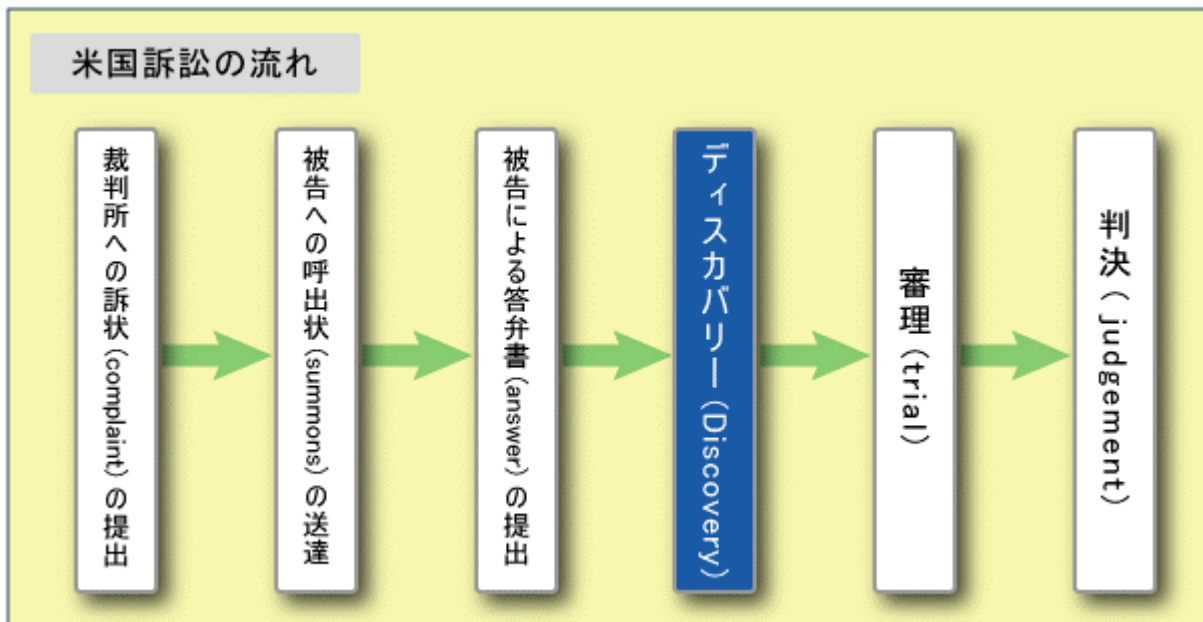 米国訴訟の流れ
裁判所への訴状(complaint)の提出
被告への呼出状(summons)の送達
被告による答弁書(answer)の提出
ディスカバリー(Discovery)
審理(trial)
判決(judgement)